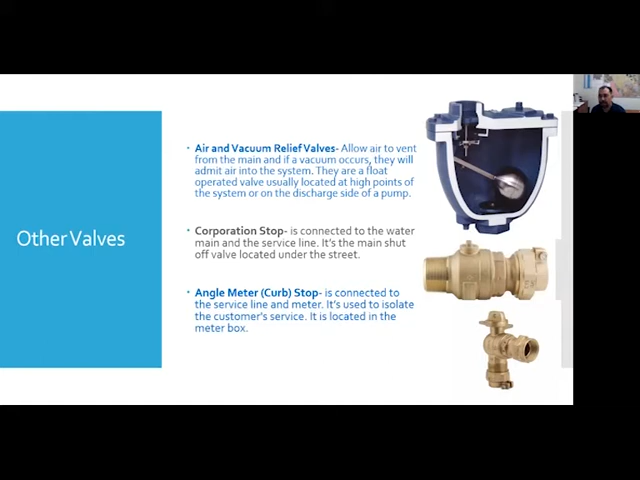 Other Valves
• Air and Vacuum Relief Valves- Allow air to vent
from the main and if a vacuum occurs, they will
admit air into the system. They are a float
operated valve usually located at high points of
the system or on the discharge side of a pump.
• Corporation Stop- is connected to the water
main and the service line. It's the main shut
off valve located under the street.
• Angle Meter (Curb) Stop- is connected to
the service line and meter. It's used to isolate
the customer's service. It is located in the
meter box.